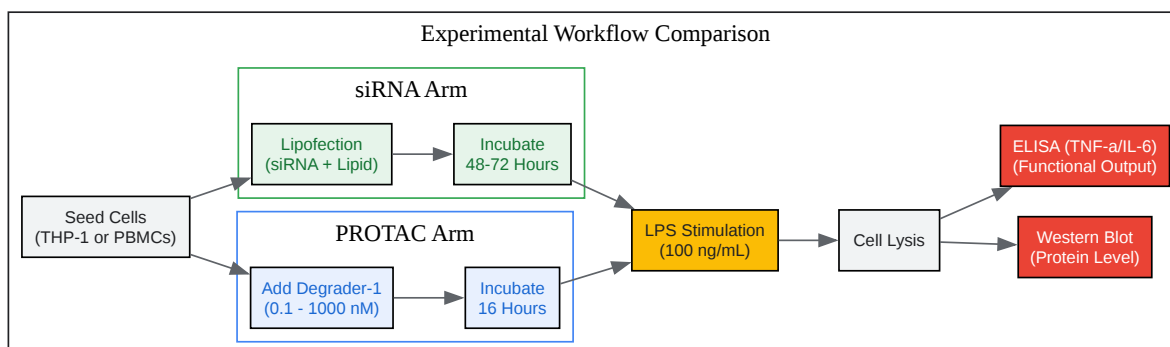 Experimental Workflow Comparison
siRNA Arm
Lipofection
(siRNA + Lipid)
Incubate
48-72 Hours
Seed Cells
(THP-1 or PBMCs)
PROTAC Arm
Add Degrader-1
(0.1 - 1000 nM)
Incubate
16 Hours
LPS Stimulation
(100 ng/mL)
Cell Lysis
ELISA (TNF-a/IL-6)
(Functional Output)
Western Blot
(Protein Level)